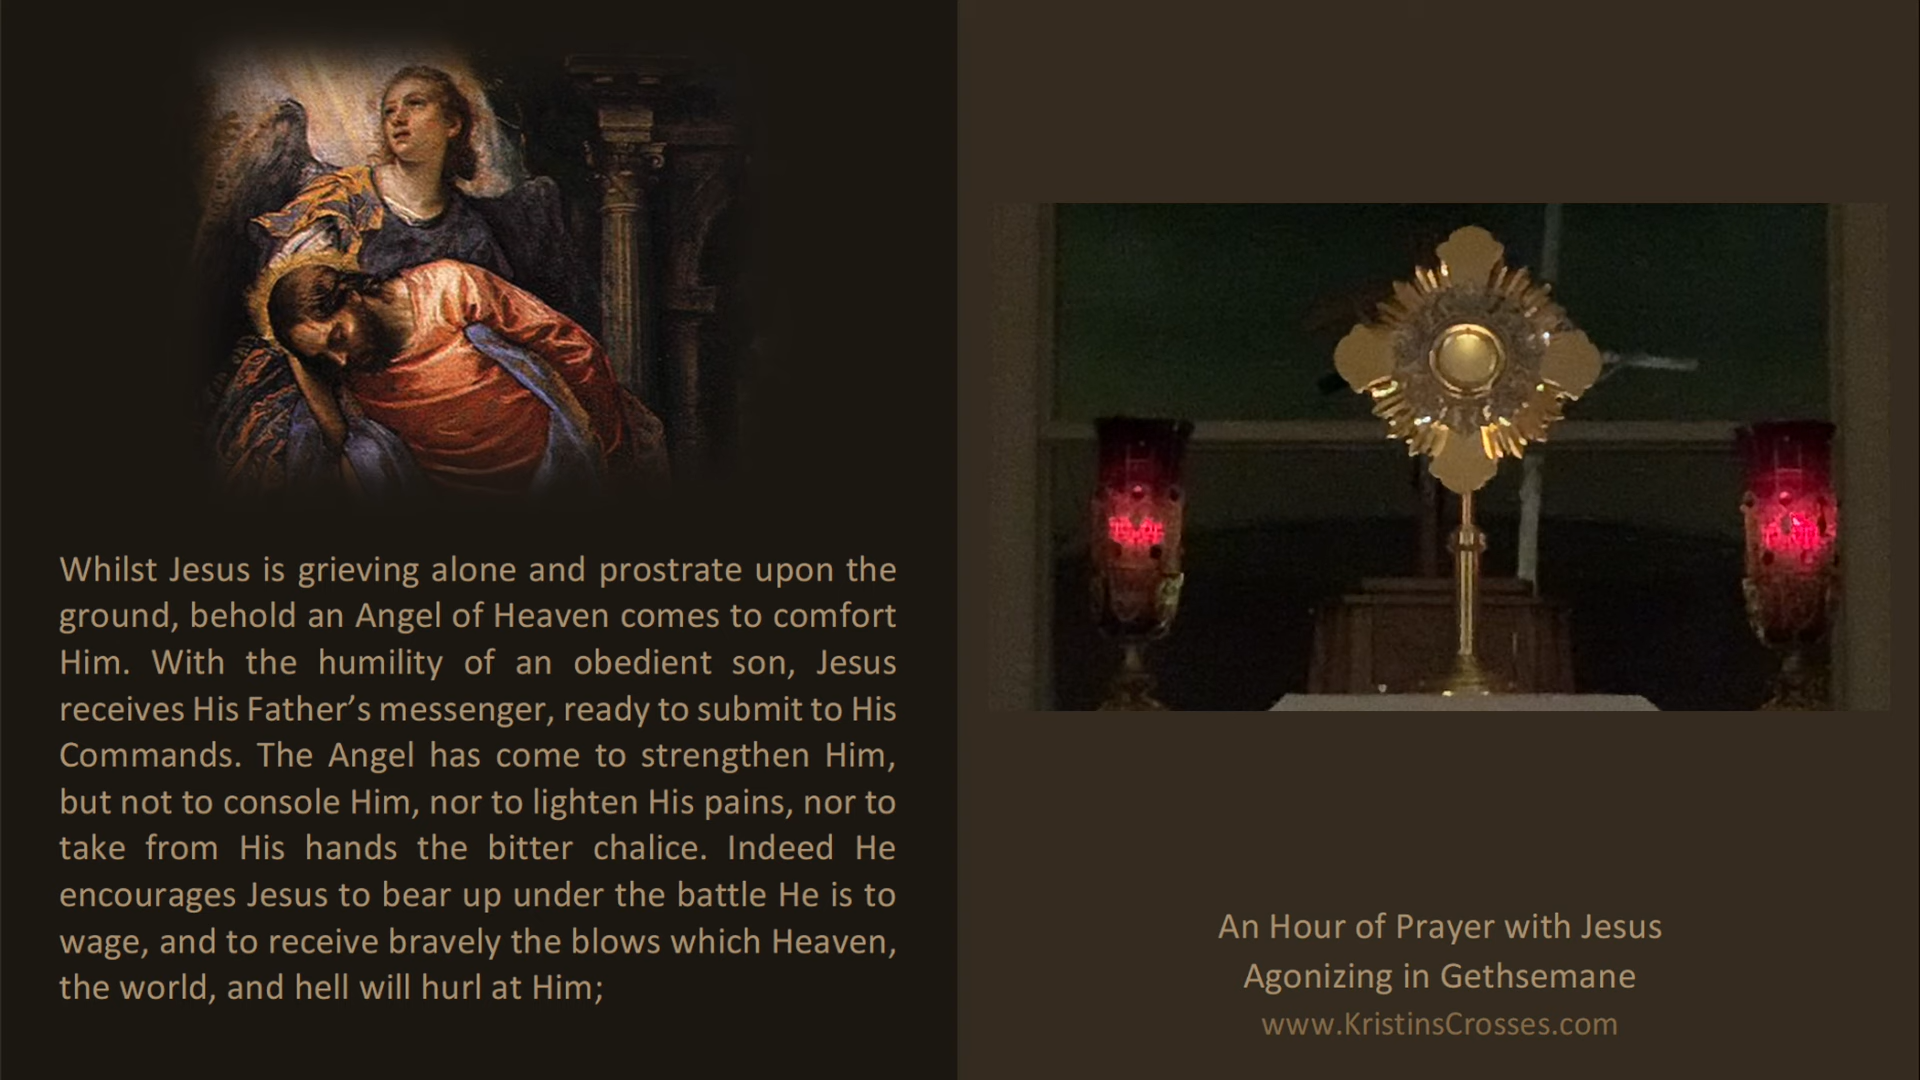 Whilst Jesus is grieving alone and prostrate upon the
ground, behold an Angel of Heaven comes to comfort
Him. With the humility of an obedient son, Jesus
receives His Father’s messenger, ready to submit to His
Commands. The Angel has come to strengthen Him,
but not to console Him, nor to lighten His pains, nor to
take from His hands the bitter chalice. Indeed He
encourages Jesus to bear up under the battle He is to
wage, and to receive bravely the blows which Heaven,
the world, and hell will hurl at Him;
An Hour of Prayer with Jesus
Agonizing in Gethsemane
www.KristinsCrosses.com